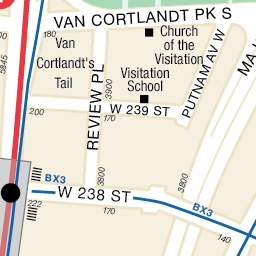 VAN CORTLANDT PK S
Van
Cortlandt's
Tail
Church
of the
Visitation
Visitation
School
5845
REVIEW PL
3900
PUTNAM AV W
200
W 239 ST
170
BX3
W 238 ST
222
170
3800
3600
BX3
140